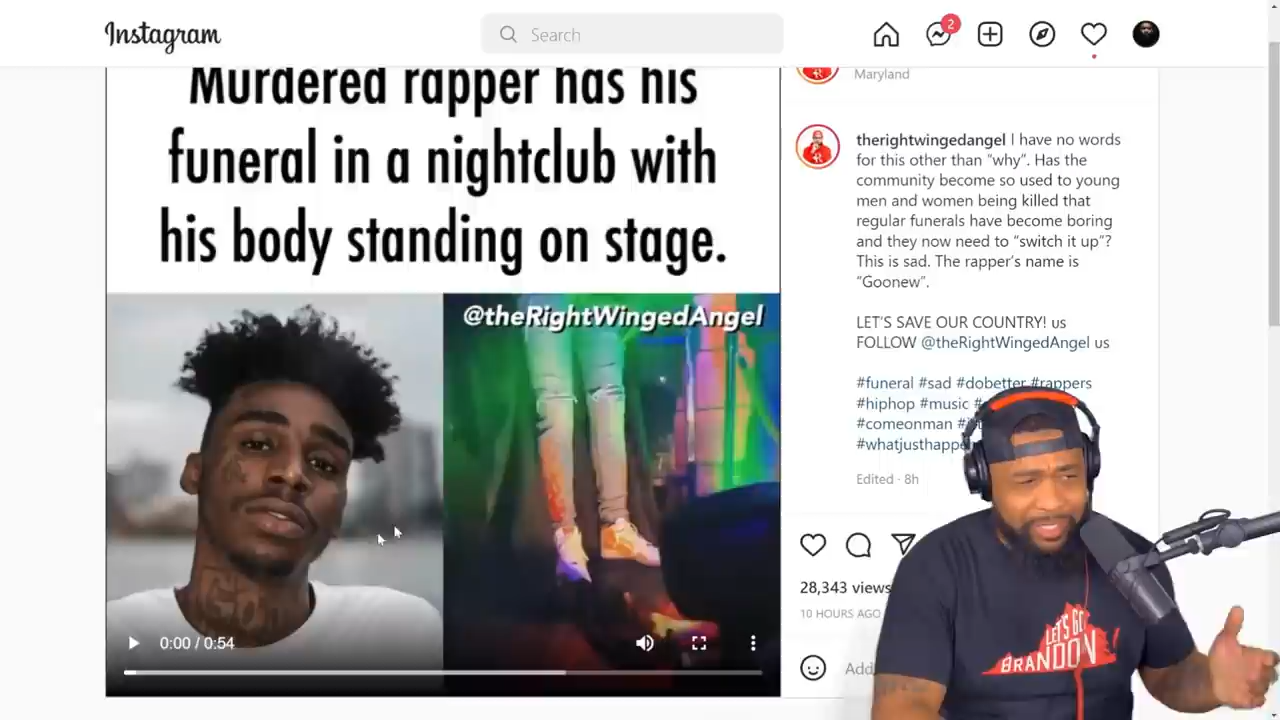 Instagram
Search
2
Murdered rapper has his
funeral in a nightclub with
his body standing on stage.
@theRightWingedAngel
0:00 / 0:54
Maryland
therightwingedangel I have no words
for this other than "why". Has the
community become so used to young
men and women being killed that
regular funerals have become boring
and they now need to "switch it up"?
This is sad. The rapper's name is
"Goonew".
LET'S SAVE OUR COUNTRY! us
FOLLOW @theRightWingedAngel us
#funeral #sad #dobetter #rappers
#hiphop #music
#comeonman
Edited · 8h
28,343 views
10 HOURS AGO
LET'S GO
BRANDON